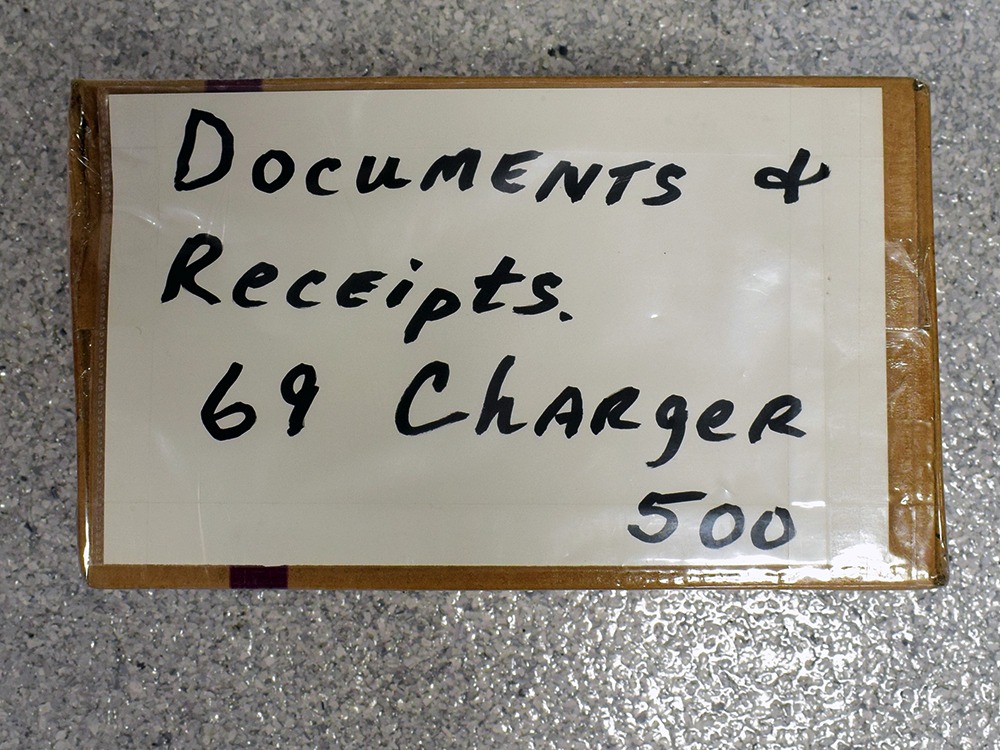 Documents &
Receipts.
69 Charger
500